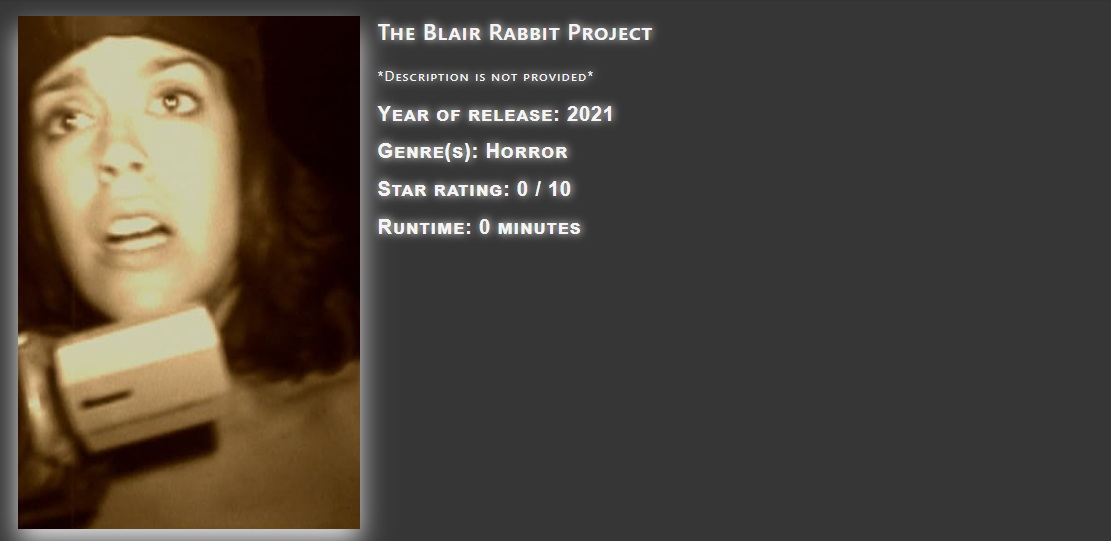 The Blair Rabbit Project
*Description is not provided*
Year of release: 2021
Genre(s): Horror
Star rating: 0 / 10
Runtime: 0 minutes